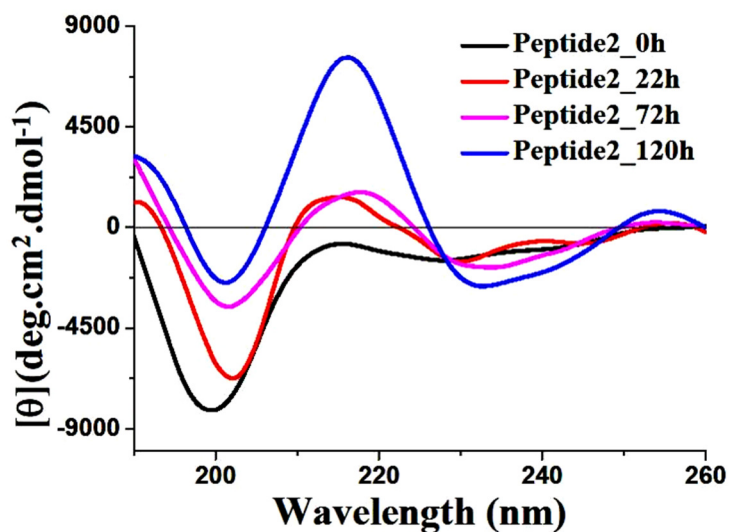 9000
4500
0
-4500
-9000
[θ](deg.cm².dmol⁻¹)
Peptide2_0h
Peptide2_22h
Peptide2_72h
Peptide2_120h
200
220
240
260
Wavelength (nm)